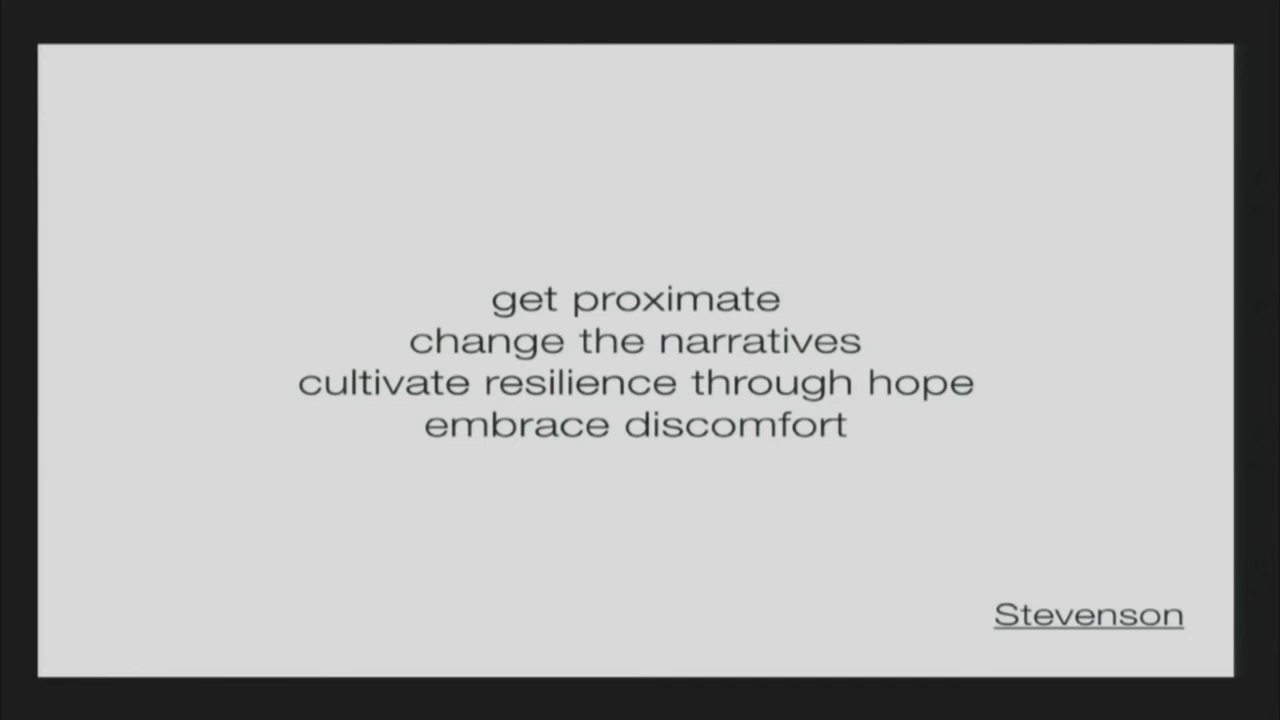 get proximate
change the narratives
cultivate resilience through hope
embrace discomfort
Stevenson